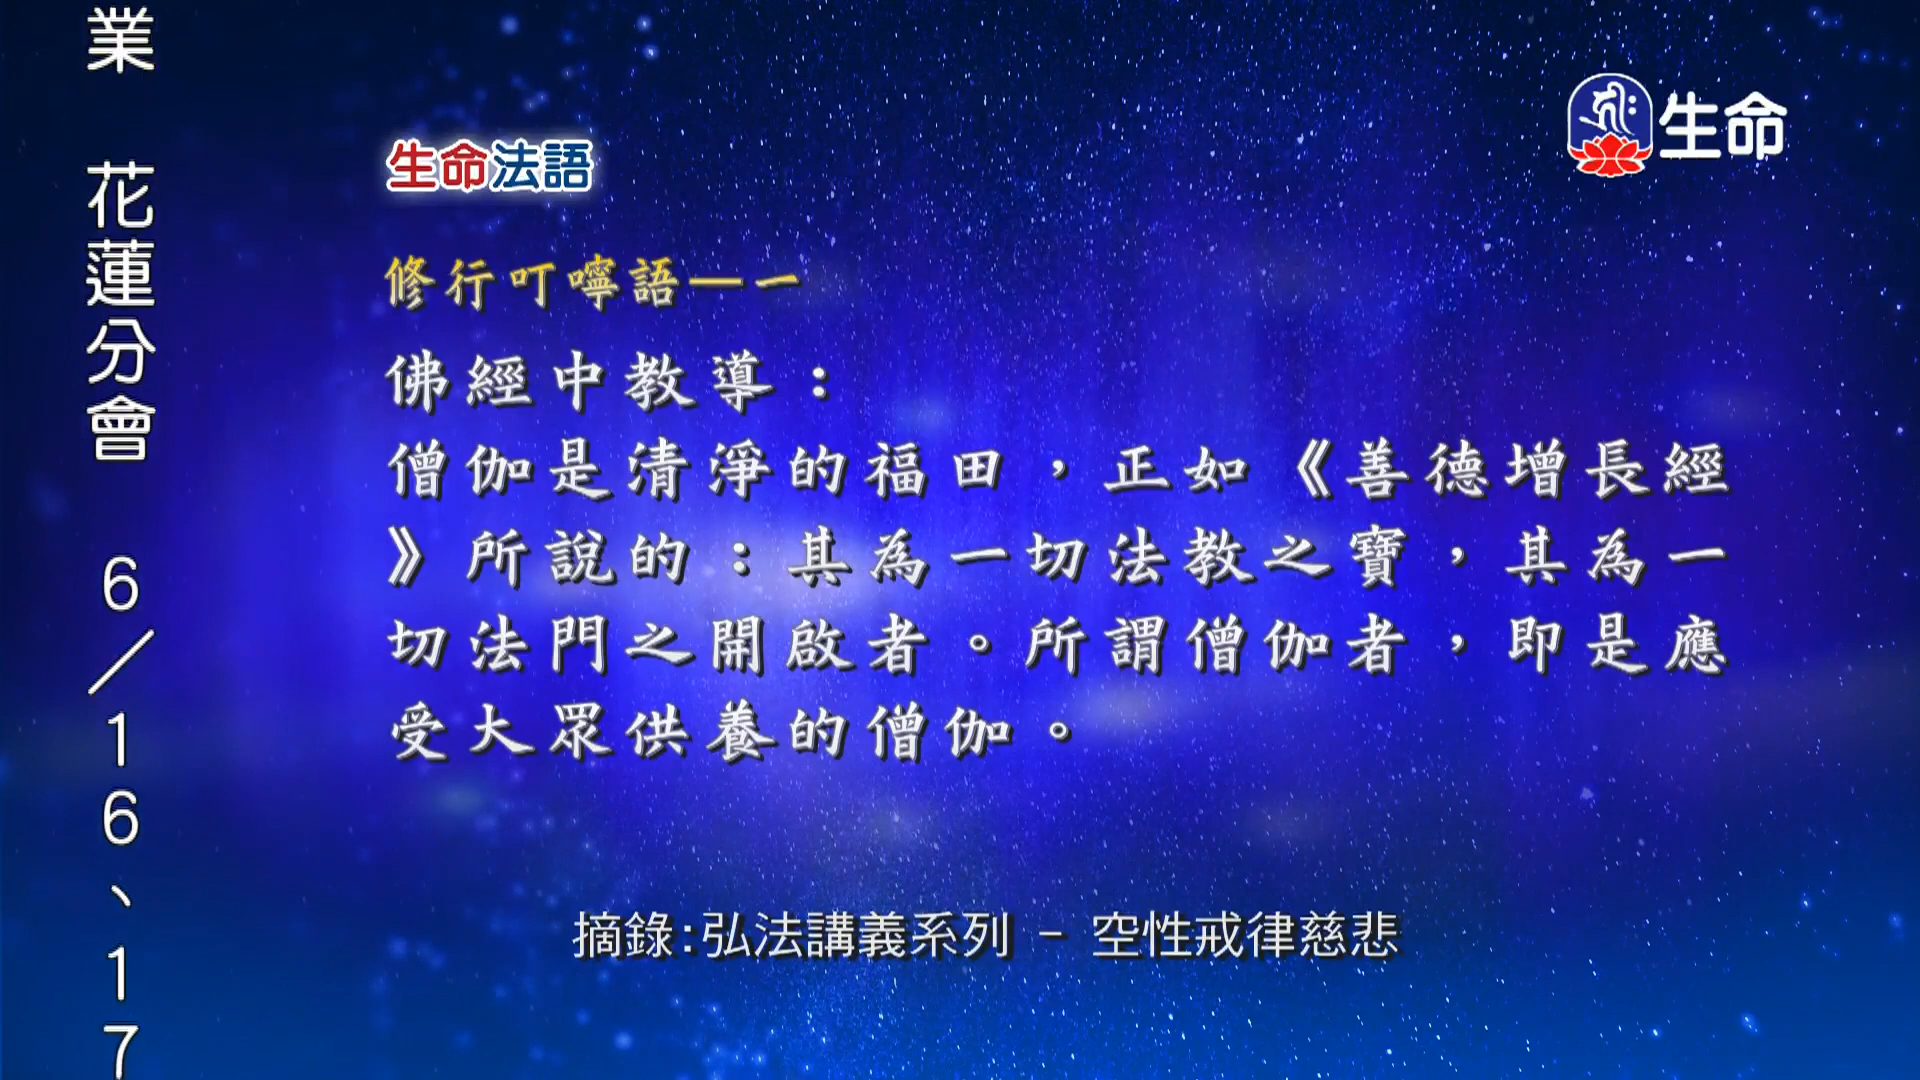 業 花蓮分會 6／16、17
生命
生命法語
修行叮嚀語—一
佛經中教導：
僧伽是清淨的福田，正如《善德增長經
》所說的：其為一切法教之寶，其為一
切法門之開啟者。所謂僧伽者，即是應
受大眾供養的僧伽。
摘錄:弘法講義系列 - 空性戒律慈悲